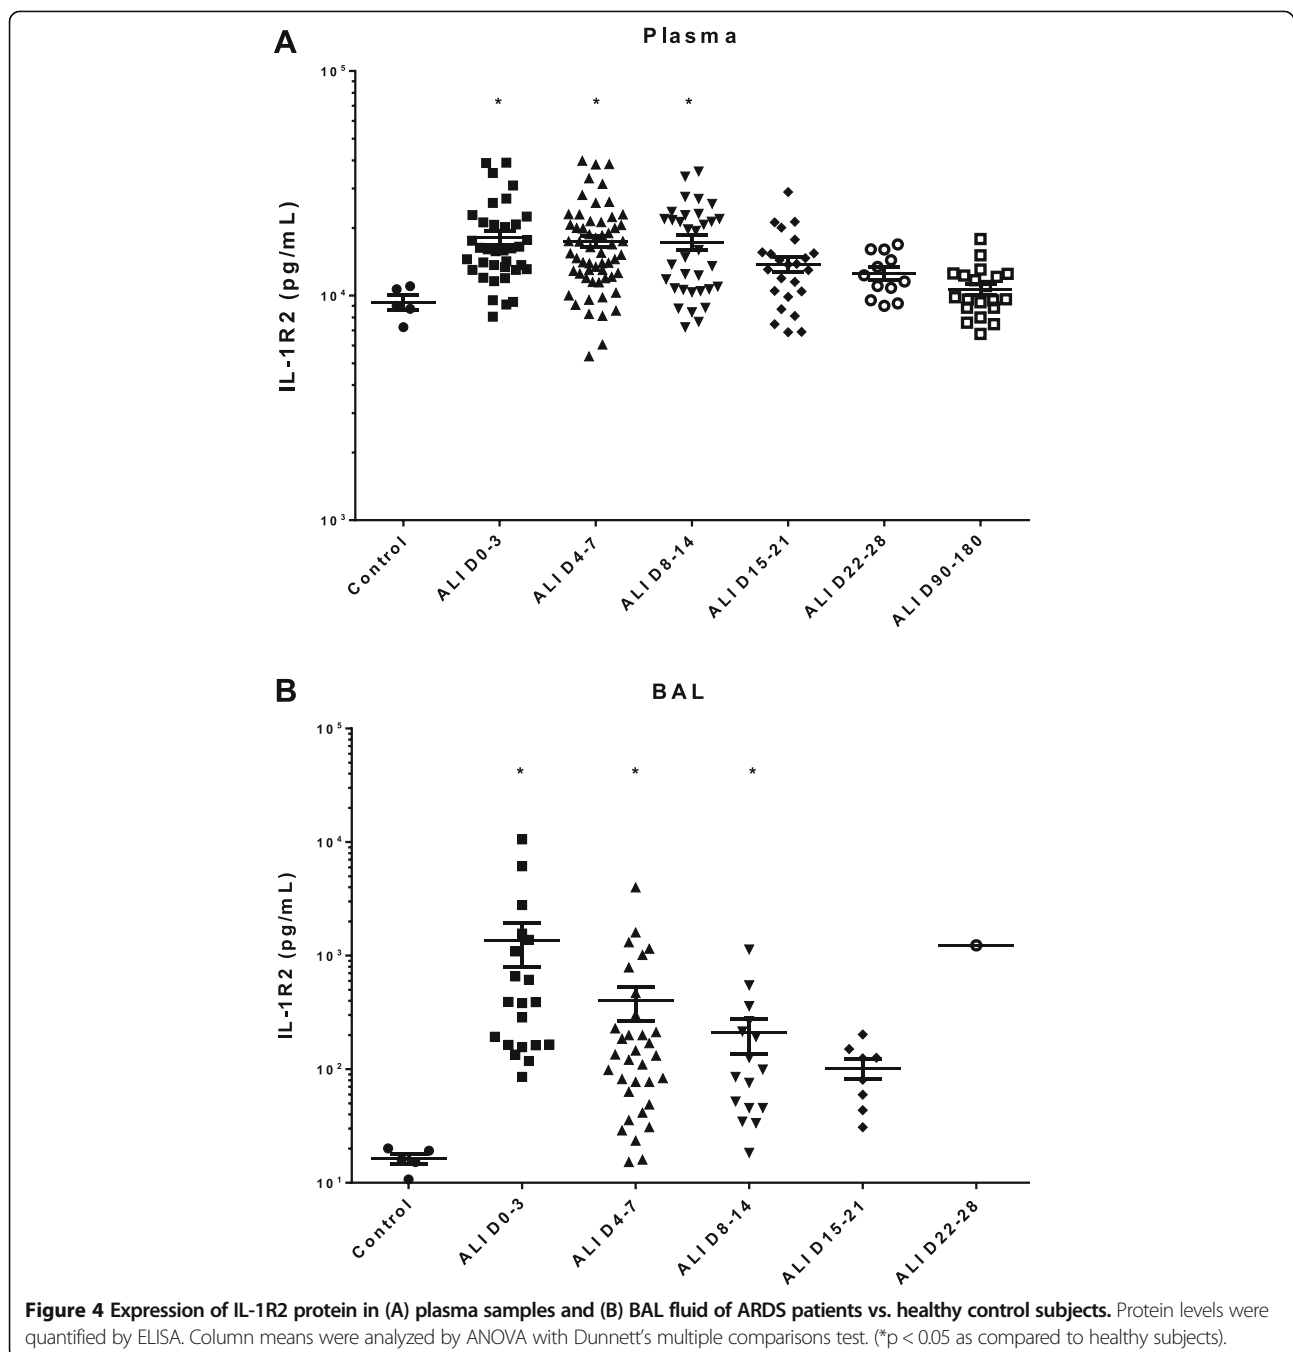 A
Plasma
10^5
* * *
IL-1R2 (pg/mL)
10^4
10^3
Control
ALI D0-3
ALI D4-7
ALI D8-14
ALI D15-21
ALI D22-28
ALI D90-180
B
BAL
10^5
* * *
10^4
IL-1R2 (pg/mL)
10^3
10^2
10^1
Control
ALI D0-3
ALI D4-7
ALI D8-14
ALI D15-21
ALI D22-28
Figure 4 Expression of IL-1R2 protein in (A) plasma samples and (B) BAL fluid of ARDS patients vs. healthy control subjects. Protein levels were
quantified by ELISA. Column means were analyzed by ANOVA with Dunnett's multiple comparisons test. (*p < 0.05 as compared to healthy subjects).